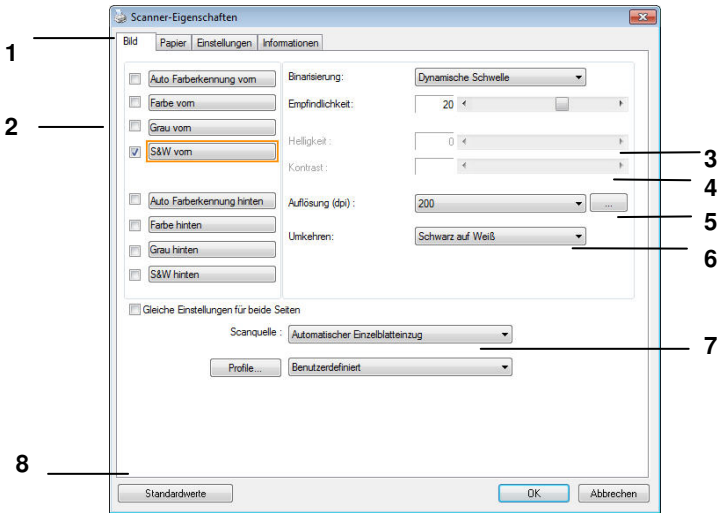 Scanner-Eigenschaften
Bild Papier Einstellungen Informationen
1
Auto Farberkennung vorn
Binarisierung: Dynamische Schwelle
Farbe vorn
Empfindlichkeit: 20
2
Grau vorn
S&W vorn
Helligkeit : 0
3
Kontrast :
4
Auto Farberkennung hinten
Auflösung (dpi) : 200 ...
5
Farbe hinten
Umkehren: Schwarz auf Weiß
6
Grau hinten
S&W hinten
Gleiche Einstellungen für beide Seiten
Scanquelle : Automatischer Einzelblatteinzug
7
Profile... Benutzerdefiniert
8
Standardwerte OK Abbrechen